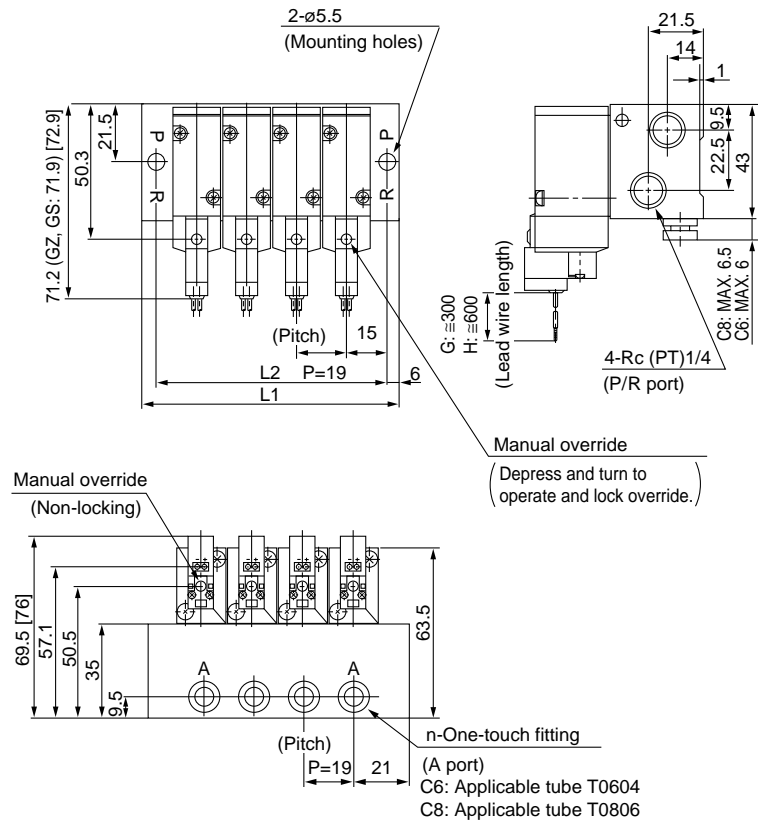 2-ø5.5
(Mounting holes)
21.5
14
1
71.2 (GZ, GS: 71.9) [72.9]
50.3
21.5
P
R
P
R
9.5
22.5
43
(Pitch)
15
L2
P=19
6
L1
G: ≅300
H: ≅600
(Lead wire length)
C8: MAX. 6.5
C6: MAX. 6
4-Rc (PT)1/4
(P/R port)
Manual override
(Depress and turn to
operate and lock override.)
Manual override
(Non-locking)
- +
- +
- +
- +
69.5 [76]
57.1
50.5
35
9.5
63.5
A
A
(Pitch)
P=19
21
n-One-touch fitting
(A port)
C6: Applicable tube T0604
C8: Applicable tube T0806